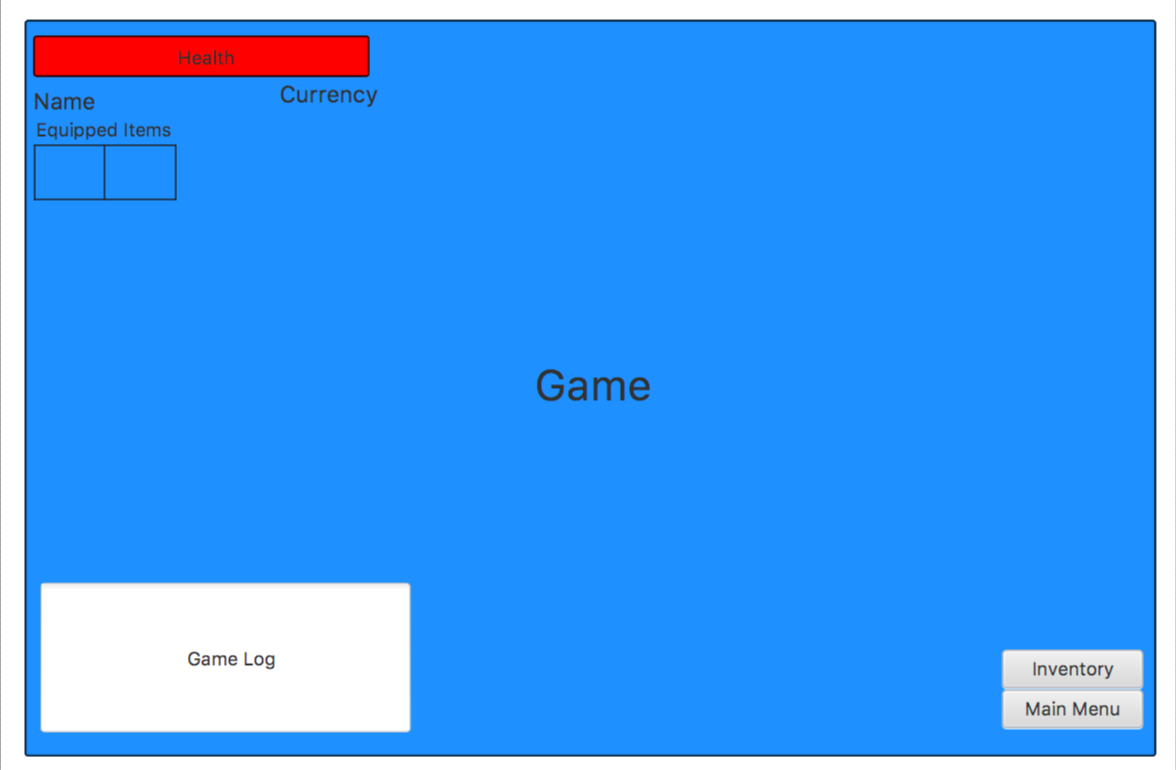 Health
Name
Currency
Equipped Items
Game
Game Log
Inventory
Main Menu